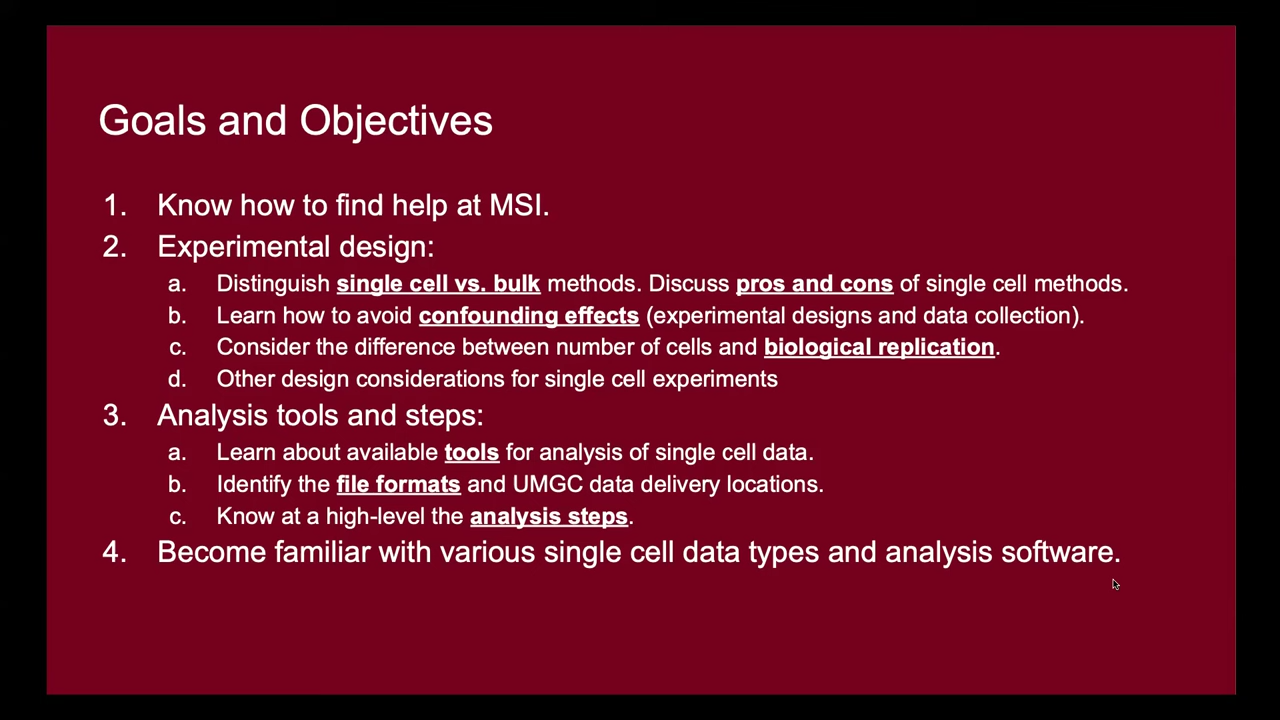 Goals and Objectives
1. Know how to find help at MSI.
2. Experimental design:
a. Distinguish single cell vs. bulk methods. Discuss pros and cons of single cell methods.
b. Learn how to avoid confounding effects (experimental designs and data collection).
c. Consider the difference between number of cells and biological replication.
d. Other design considerations for single cell experiments
3. Analysis tools and steps:
a. Learn about available tools for analysis of single cell data.
b. Identify the file formats and UMGC data delivery locations.
c. Know at a high-level the analysis steps.
4. Become familiar with various single cell data types and analysis software.